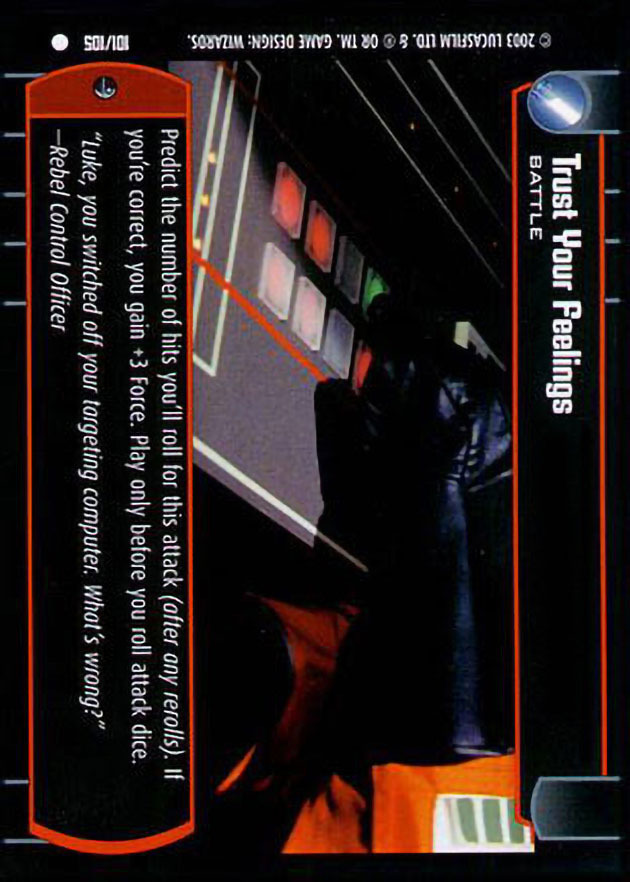 Trust Your Feelings
BATTLE
Predict the number of hits you'll roll for this attack (after any rerolls). If
you're correct, you gain +3 Force. Play only before you roll attack dice.
"Luke, you switched off your targeting computer. What's wrong?"
—Rebel Control Officer
© 2003 LUCASFILM LTD. & ® OR TM. GAME DESIGN: WIZARDS.
101/105